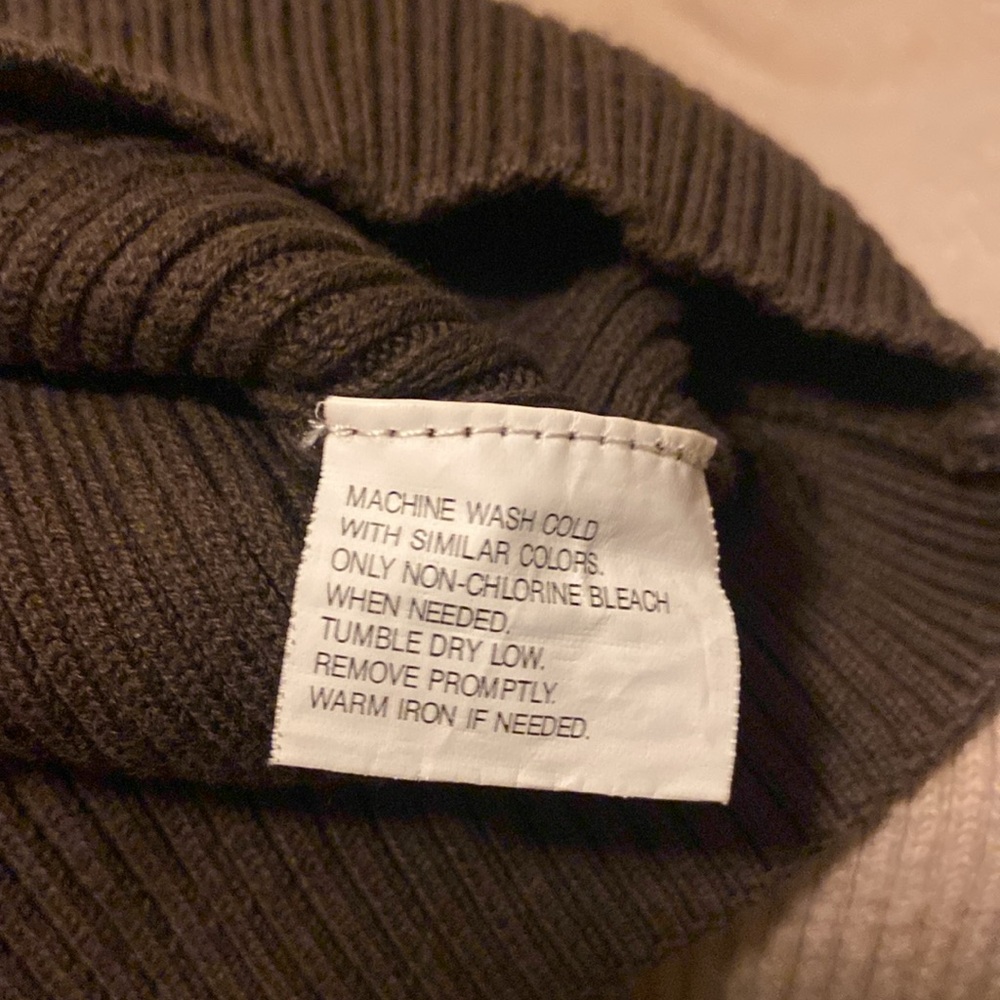 MACHINE WASH COLD
WITH SIMILAR COLORS.
ONLY NON-CHLORINE BLEACH
WHEN NEEDED.
TUMBLE DRY LOW.
REMOVE PROMPTLY.
WARM IRON IF NEEDED.